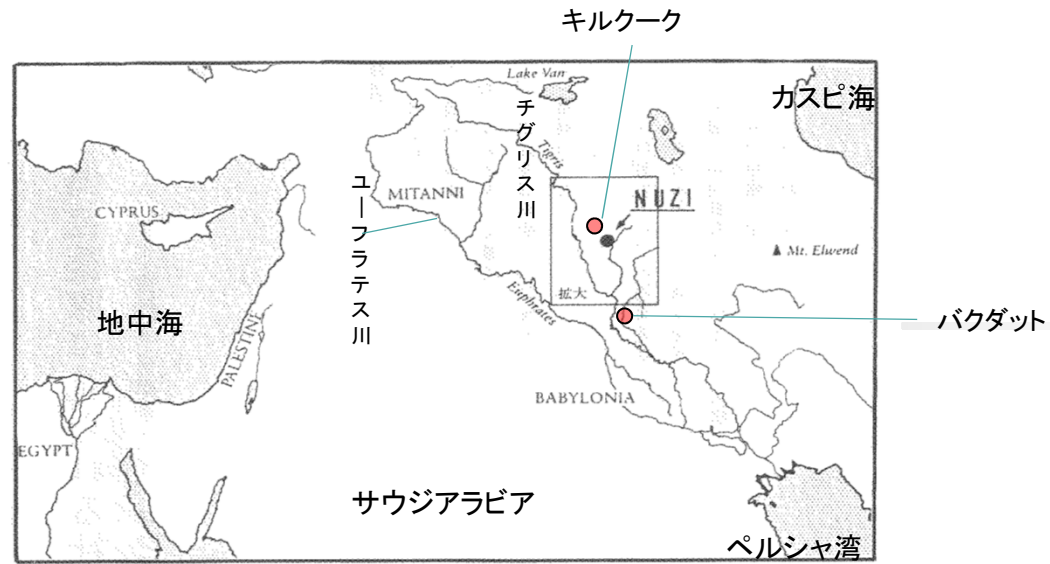 キルクーク
Lake Van
カスピ海
チグリス川
Tigris
ユーフラテス川
MITANNI
NUZI
CYPRUS
Mt. Elwend
拡大
Euphrates
地中海
バクダット
PALESTINE
BABYLONIA
EGYPT
サウジアラビア
ペルシャ湾